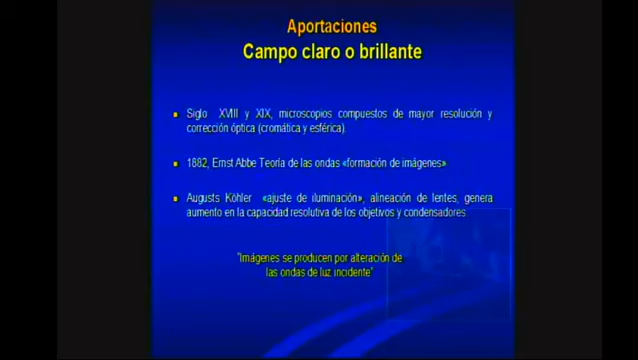 Aportaciones
Campo claro o brillante
Siglo XVIII y XIX, microscopios compuestos de mayor resolución y
corrección óptica (cromática y esférica).
1882, Ernst Abbe Teoría de las ondas «formación de imágenes»
Augusts Köhler «ajuste de iluminación», alineación de lentes, genera
aumento en la capacidad resolutiva de los objetivos y condensadores.
"Imágenes se producen por alteración de
las ondas de luz incidente"